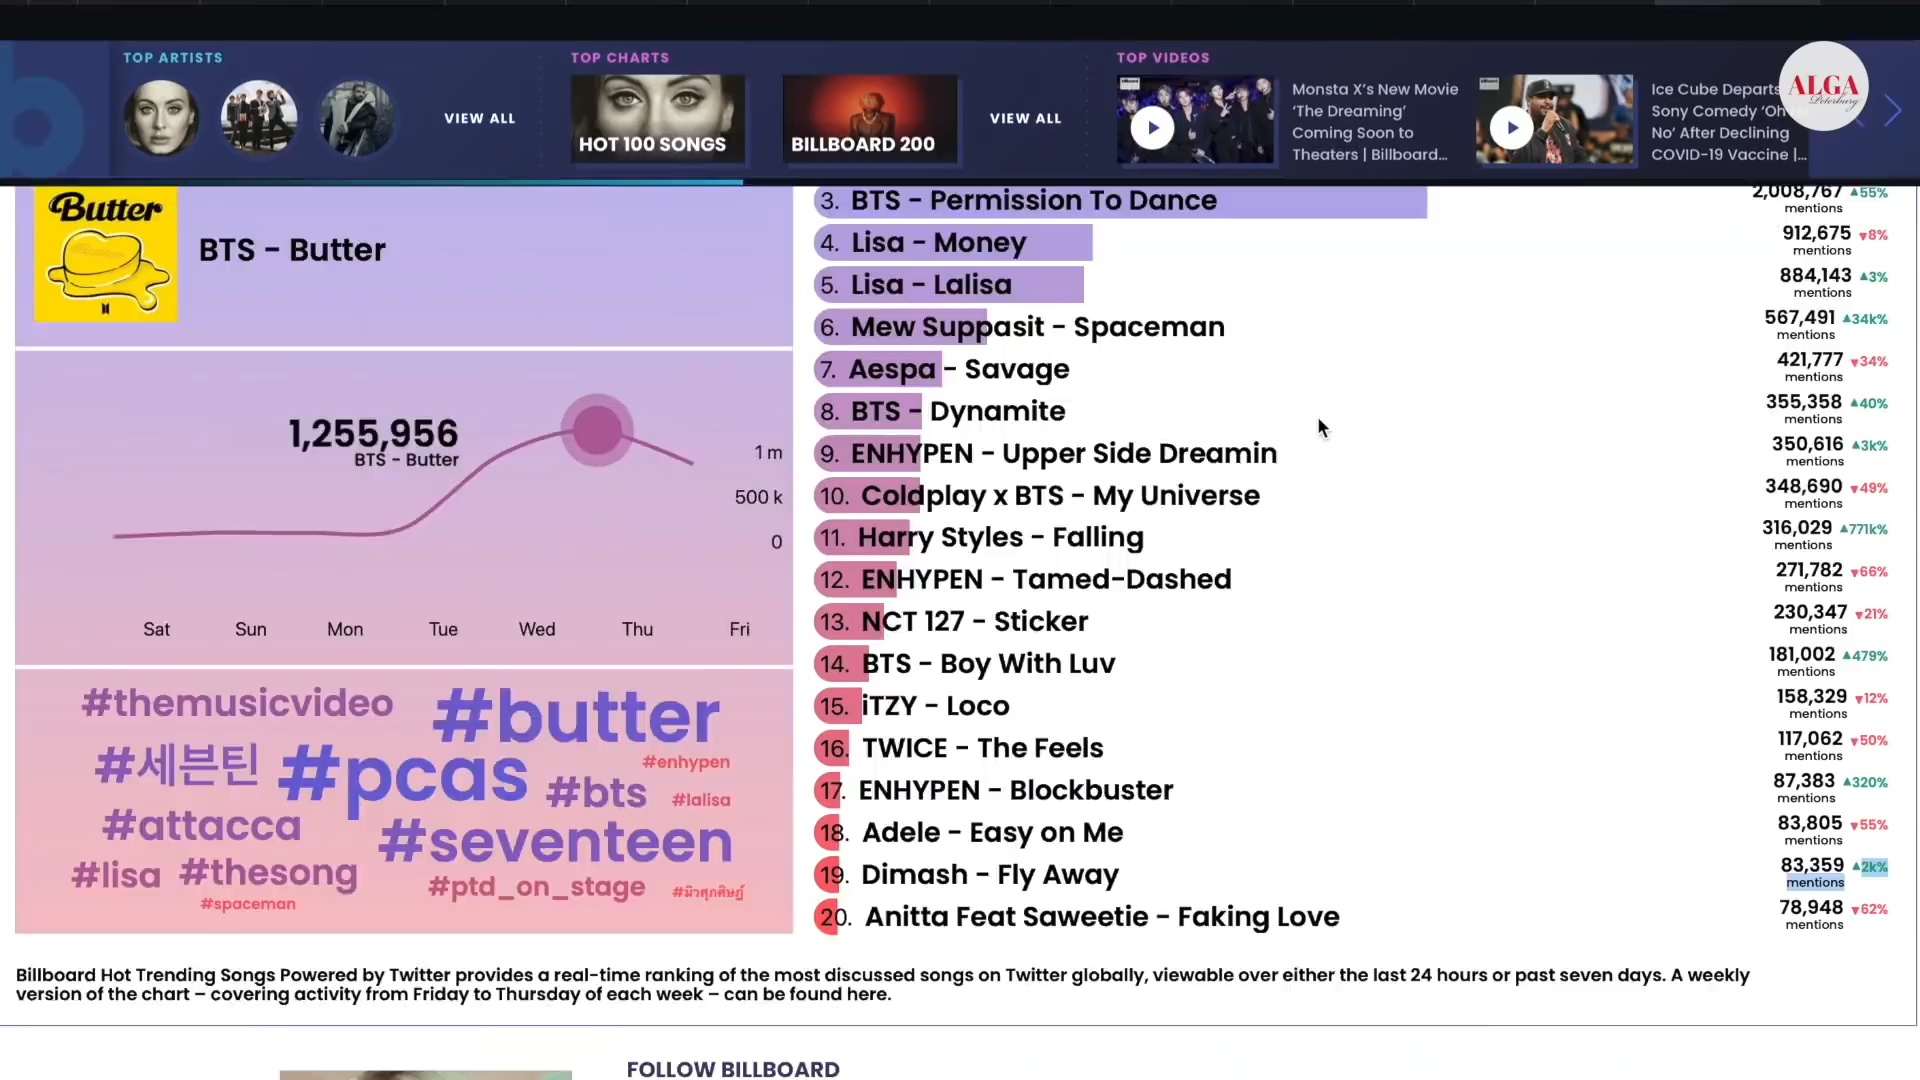 TOP ARTISTS
VIEW ALL
TOP CHARTS
HOT 100 SONGS
BILLBOARD 200
VIEW ALL
TOP VIDEOS
Monsta X's New Movie
'The Dreaming'
Coming Soon to
Theaters | Billboard...
Ice Cube Departs
Sony Comedy 'Oh
No' After Declining
COVID-19 Vaccine |...
ALGA
Peterburg
Butter
BTS - Butter
1,255,956
BTS - Butter
1 m
500 k
0
Sat Sun Mon Tue Wed Thu Fri
#themusicvideo
#butter
#세븐틴
#pcas
#enhypen
#bts
#lalisa
#attacca
#seventeen
#lisa
#thesong
#ptd_on_stage
#มิวศุภศิษฏ์
#spaceman
3. BTS - Permission To Dance 2,008,767 ▲55%
mentions
4. Lisa - Money 912,675 ▼8%
mentions
5. Lisa - Lalisa 884,143 ▲3%
mentions
6. Mew Suppasit - Spaceman 567,491 ▲34k%
mentions
7. Aespa - Savage 421,777 ▼34%
mentions
8. BTS - Dynamite 355,358 ▲40%
mentions
9. ENHYPEN - Upper Side Dreamin 350,616 ▲3k%
mentions
10. Coldplay x BTS - My Universe 348,690 ▼49%
mentions
11. Harry Styles - Falling 316,029 ▲771k%
mentions
12. ENHYPEN - Tamed-Dashed 271,782 ▼66%
mentions
13. NCT 127 - Sticker 230,347 ▼21%
mentions
14. BTS - Boy With Luv 181,002 ▲479%
mentions
15. iTZY - Loco 158,329 ▼12%
mentions
16. TWICE - The Feels 117,062 ▼50%
mentions
17. ENHYPEN - Blockbuster 87,383 ▲320%
mentions
18. Adele - Easy on Me 83,805 ▼55%
mentions
19. Dimash - Fly Away 83,359 ▲2k%
mentions
20. Anitta Feat Saweetie - Faking Love 78,948 ▼62%
mentions
Billboard Hot Trending Songs Powered by Twitter provides a real-time ranking of the most discussed songs on Twitter globally, viewable over either the last 24 hours or past seven days. A weekly
version of the chart – covering activity from Friday to Thursday of each week – can be found here.
FOLLOW BILLBOARD